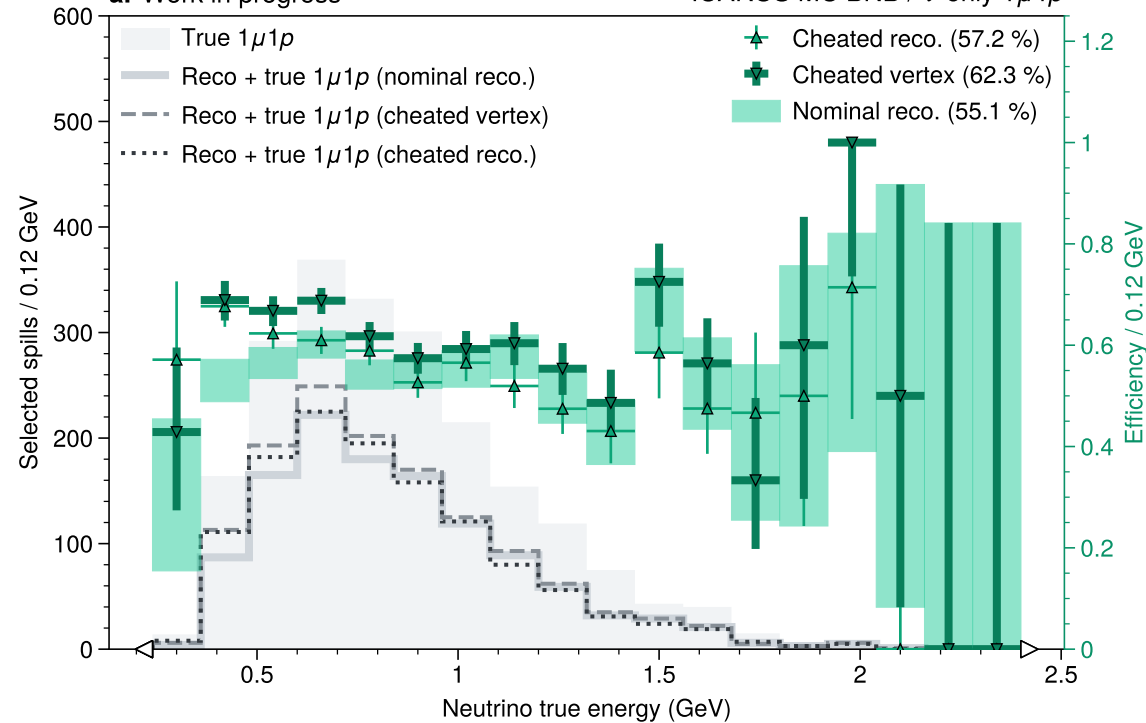 a. Work in progress
600
500
400
300
200
100
0
Selected spills / 0.12 GeV
True 1µ1p
Reco + true 1µ1p (nominal reco.)
Reco + true 1µ1p (cheated vertex)
Reco + true 1µ1p (cheated reco.)
Cheated reco. (57.2 %)
Cheated vertex (62.3 %)
Nominal reco. (55.1 %)
1.2
1
0.8
0.6
0.4
0.2
0
Efficiency / 0.12 GeV
0.5
1
1.5
2
2.5
Neutrino true energy (GeV)